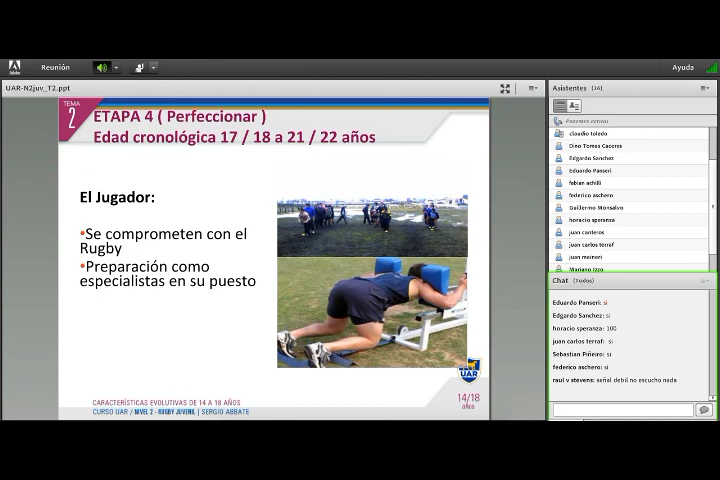 Adobe
Reunión
Ayuda
UAR-N2juv_T2.ppt
TEMA
2
ETAPA 4 ( Perfeccionar )
Edad cronológica 17 / 18 a 21 / 22 años
El Jugador:
•Se comprometen con el
Rugby
•Preparación como
especialistas en su puesto
UAR
CARACTERÍSTICAS EVOLUTIVAS DE 14 A 18 AÑOS
CURSO UAR / NIVEL 2 - RUGBY JUVENIL | SERGIO ABBATE
14/18
años
Asistentes (16)
Ponentes activos
claudio toledo
Dino Tomas Caceres
Edgardo Sanchez
Eduardo Panseri
fabian achilli
federico aschero
Guillermo Monsalvo
horacio speranza
juan canteros
juan carlos terraf
juan maineri
Mariano Izzo
Chat (Todos)
Eduardo Panseri: si
Edgardo Sanchez: si
horacio speranza: 100
juan carlos terraf: si
Sebastian Piñeiro: si
federico aschero: si
raul v stevens: señal debil no escucho nada